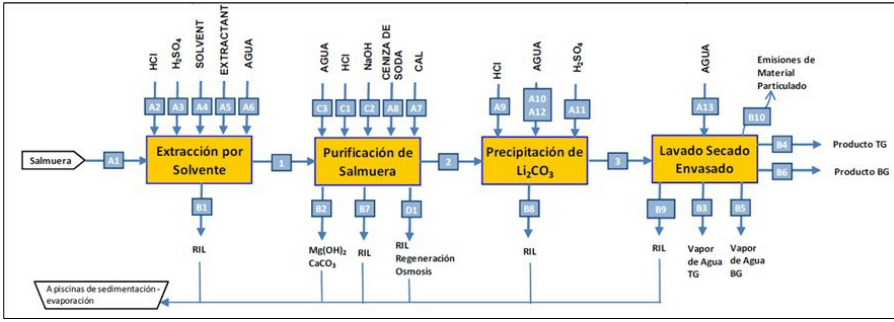 HCl
H₂SO₄
SOLVENT
EXTRACTANT
AGUA
AGUA
HCl
NaOH
CENIZA DE
SODA
CAL
HCl
AGUA
H₂SO₄
AGUA
Emisiones de
Material
Particulado
A2
A3
A4
A5
A6
C3
C1
C2
A8
A7
A9
A10
A12
A11
A13
B10
Salmuera
A1
Extracción por
Solvente
1
Purificación de
Salmuera
2
Precipitación de
Li₂CO₃
3
Lavado Secado
Envasado
B4
Producto TG
B6
Producto BG
B1
B2
B7
D1
B8
B9
B3
B5
RIL
Mg(OH)₂
CaCO₃
RIL
RIL
Regeneración
Osmosis
RIL
RIL
Vapor
de Agua
TG
Vapor
de Agua
BG
A piscinas de sedimentación -
evaporación